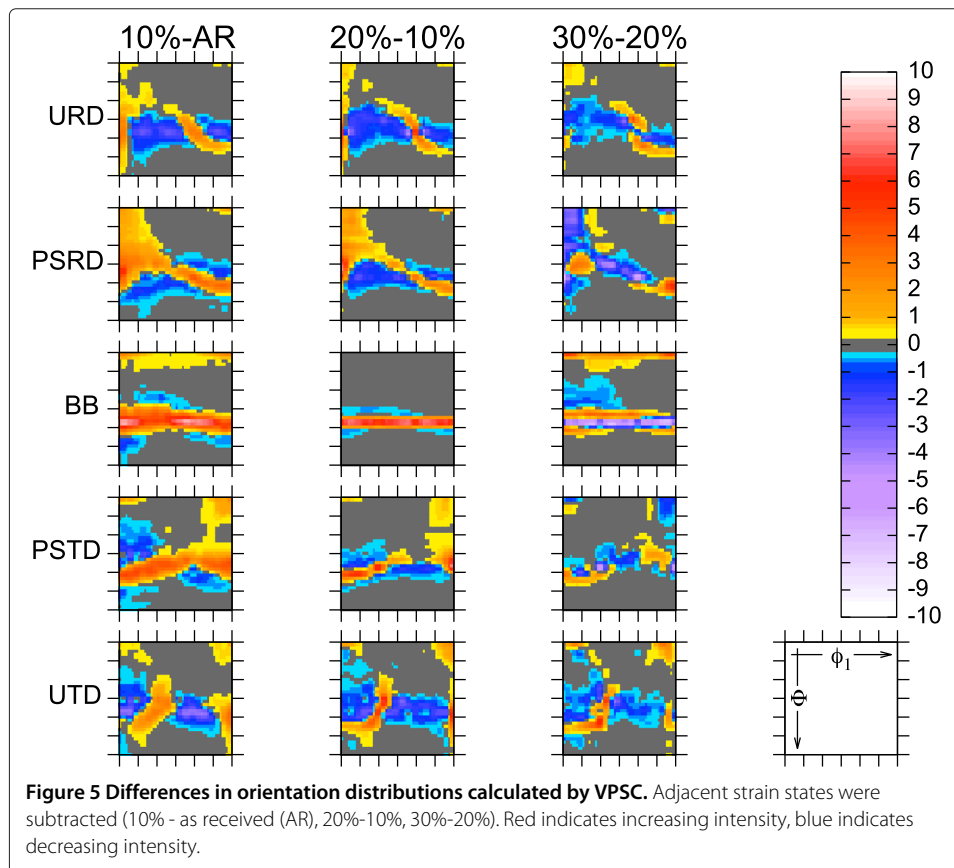 10%-AR 20%-10% 30%-20%
URD
PSRD
BB
PSTD
UTD
10
9
8
7
6
5
4
3
2
1
0
-1
-2
-3
-4
-5
-6
-7
-8
-9
-10
ϕ1
Φ
Figure 5 Differences in orientation distributions calculated by VPSC. Adjacent strain states were
subtracted (10% - as received (AR), 20%-10%, 30%-20%). Red indicates increasing intensity, blue indicates
decreasing intensity.